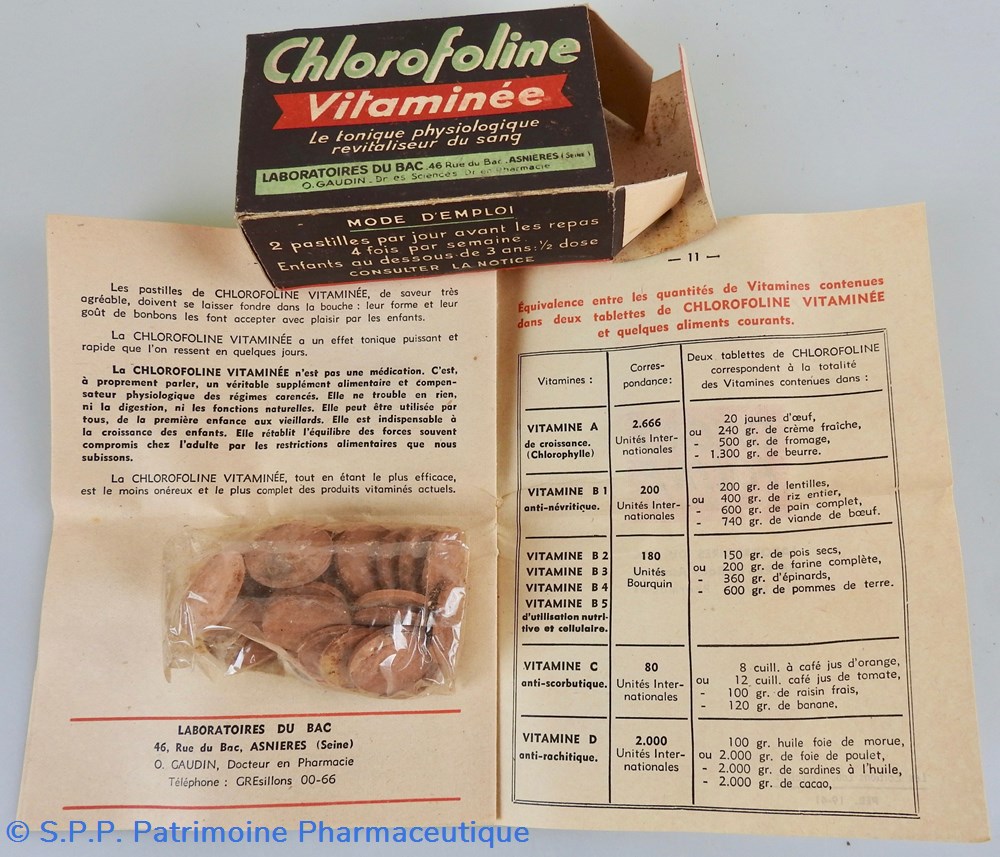 Chlorofoline
Vitaminée
Le tonique physiologique
revitaliseur du sang
LABORATOIRES DU BAC. 46 Rue du Bac. ASNIERES (Seine)
O. GAUDIN - Dr es Sciences Dr en Pharmacie
MODE D'EMPLOI
2 pastilles par jour avant les repas
4 fois par semaine.
Enfants au dessous de 3 ans: ½ dose
CONSULTER LA NOTICE
Les pastilles de CHLOROFOLINE VITAMINÉE, de saveur très
agréable, doivent se laisser fondre dans la bouche : leur forme et leur
goût de bonbons les font accepter avec plaisir par les enfants.
La CHLOROFOLINE VITAMINÉE a un effet tonique puissant et
rapide que l'on ressent en quelques jours.
La CHLOROFOLINE VITAMINÉE n'est pas une médication. C'est,
à proprement parler, un véritable supplément alimentaire et compen-
sateur physiologique des régimes carencés. Elle ne trouble en rien,
ni la digestion, ni les fonctions naturelles. Elle peut être utilisée par
tous, de la première enfance aux vieillards. Elle est indispensable à
la croissance des enfants. Elle rétablit l'équilibre des forces souvent
compromis chez l'adulte par les restrictions alimentaires que nous
subissons.
La CHLOROFOLINE VITAMINÉE, tout en étant le plus efficace,
est le moins onéreux et le plus complet des produits vitaminés actuels.
LABORATOIRES DU BAC
46, Rue du Bac, ASNIERES (Seine)
O. GAUDIN, Docteur en Pharmacie
Téléphone : GRÉsillons 00-66
— 11 —
Équivalence entre les quantités de Vitamines contenues
dans deux tablettes de CHLOROFOLINE VITAMINÉE
et quelques aliments courants.
Vitamines :
Corres-
pondance :
Deux tablettes de CHLOROFOLINE
correspondent à la totalité
des Vitamines contenues dans :
VITAMINE A
de croissance.
(Chlorophylle)
2.666
Unités Inter-
nationales
20 jaunes d'œuf,
ou 240 gr. de crème fraîche,
- 500 gr. de fromage,
- 1.300 gr. de beurre.
VITAMINE B 1
anti-névritique.
200
Unités Inter-
nationales
200 gr. de lentilles,
ou 400 gr. de riz entier,
- 600 gr. de pain complet,
- 740 gr. de viande de bœuf.
VITAMINE B 2
VITAMINE B 3
VITAMINE B 4
VITAMINE B 5
d'utilisation nutri-
tive et cellulaire.
180
Unités
Bourquin
150 gr. de pois secs,
ou 200 gr. de farine complète,
- 360 gr. d'épinards,
- 600 gr. de pommes de terre.
VITAMINE C
anti-scorbutique.
80
Unités Inter-
nationales
8 cuill. à café jus d'orange,
ou 12 cuill. café jus de tomate,
- 100 gr. de raisin frais,
- 120 gr. de banane,
VITAMINE D
anti-rachitique.
2.000
Unités Inter-
nationales
100 gr. huile foie de morue,
ou 2.000 gr. de foie de poulet,
- 2.000 gr. de sardines à l'huile,
- 2.000 gr. de cacao,
© S.P.P. Patrimoine Pharmaceutique